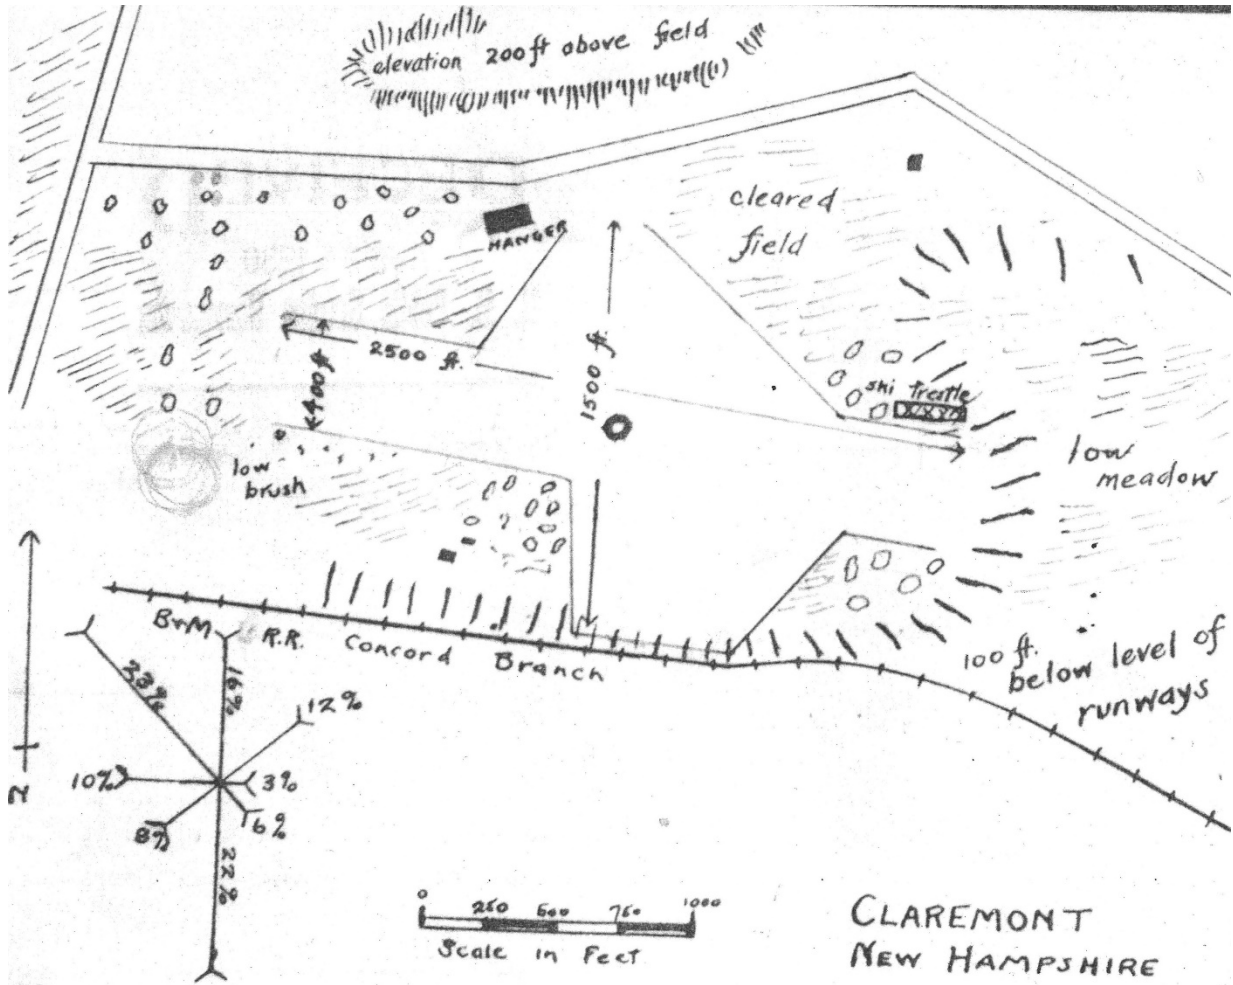 elevation 200 ft above field
HANGER
cleared
field
2500 ft.
400 ft
1500 ft.
ski trestle
low
brush
low
meadow
B&M R.R. Concord Branch
100 ft.
below level of
runways
N
23%
16%
12%
10%
3%
8%
6%
22%
0 250 500 750 1000
Scale in Feet
CLAREMONT
NEW HAMPSHIRE